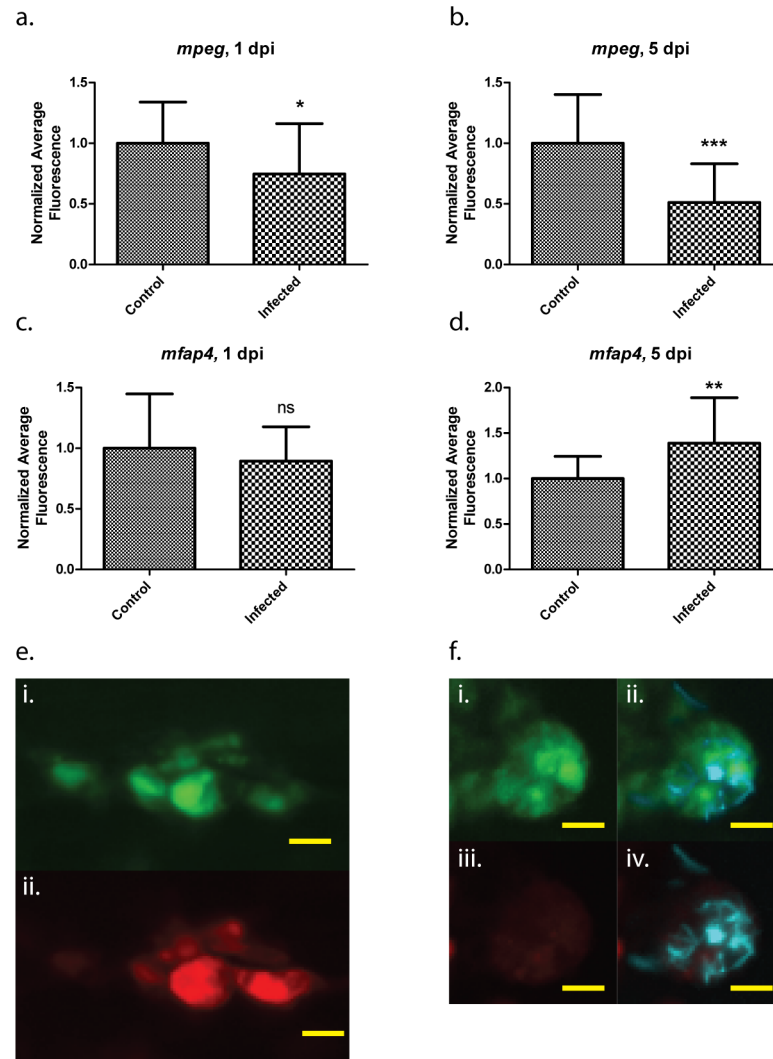 a.
mpeg, 1 dpi
Normalized Average
Fluorescence
1.5
1.0
0.5
0.0
*
Control
Infected
b.
mpeg, 5 dpi
Normalized Average
Fluorescence
1.5
1.0
0.5
0.0
***
Control
Infected
c.
mfap4, 1 dpi
Normalized Average
Fluorescence
1.5
1.0
0.5
0.0
ns
Control
Infected
d.
mfap4, 5 dpi
Normalized Average
Fluorescence
2.0
1.5
1.0
0.5
0.0
**
Control
Infected
e.
i.
ii.
f.
i.
ii.
iii.
iv.